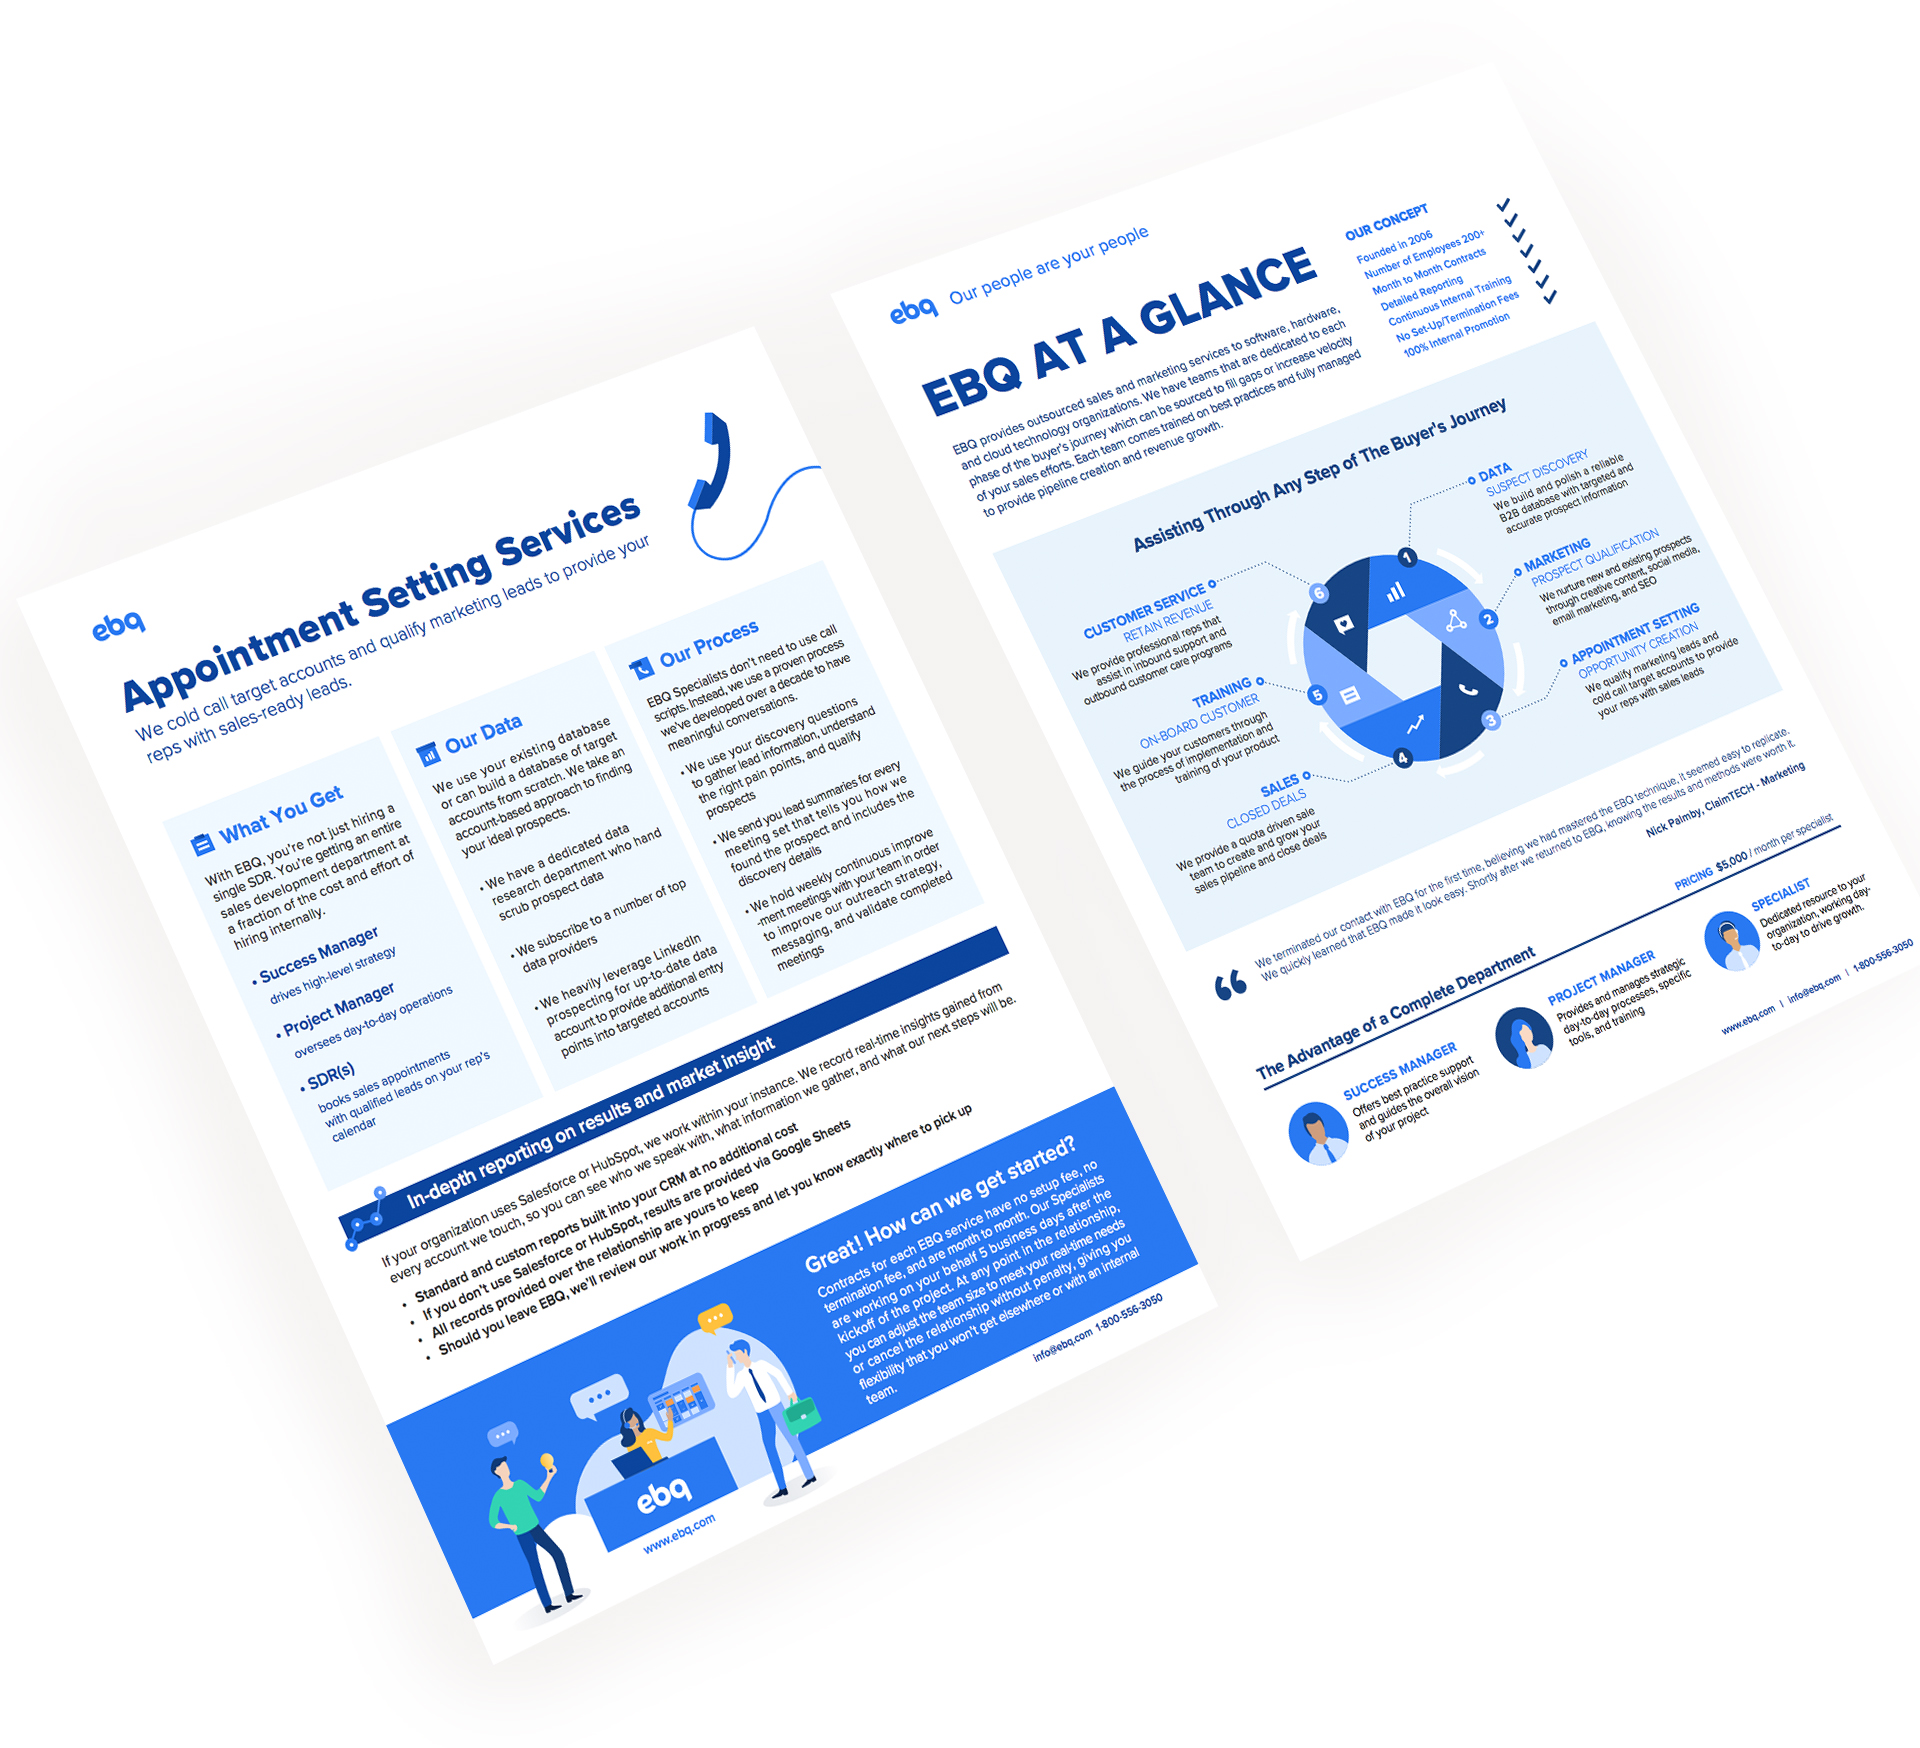 ebq
Appointment Setting Services
We cold call target accounts and qualify marketing leads to provide your
reps with sales-ready leads.
What You Get
With EBQ, you're not just hiring a
single SDR. You're getting an entire
sales development department at
a fraction of the cost and effort of
hiring internally.
• Success Manager
drives high-level strategy
• Project Manager
oversees day-to-day operations
• SDR(s)
books sales appointments
with qualified leads on your rep's
calendar
Our Data
We use your existing database
or can build a database of target
accounts from scratch. We take an
account-based approach to finding
your ideal prospects.
• We have a dedicated data
research department who hand
scrub prospect data
• We subscribe to a number of top
data providers
• We heavily leverage LinkedIn
prospecting for up-to-date data
account to provide additional entry
points into targeted accounts
Our Process
EBQ Specialists don't need to use call
scripts. Instead, we use a proven process
we've developed over a decade to have
meaningful conversations.
• We use your discovery questions
to gather lead information, understand
the right pain points, and qualify
prospects
• We send you lead summaries for every
meeting set that tells you how we
found the prospect and includes the
discovery details
• We hold weekly continuous improve
-ment meetings with your team in order
to improve our outreach strategy,
messaging, and validate completed
meetings
In-depth reporting on results and market insight
If your organization uses Salesforce or HubSpot, we work within your instance. We record real-time insights gained from
every account we touch, so you can see who we speak with, what information we gather, and what our next steps will be.
• Standard and custom reports built into your CRM at no additional cost
• If you don't use Salesforce or HubSpot, results are provided via Google Sheets
• All records provided over the relationship are yours to keep
• Should you leave EBQ, we'll review our work in progress and let you know exactly where to pick up
Great! How can we get started?
Contracts for each EBQ service have no setup fee, no
termination fee, and are month to month. Our Specialists
are working on your behalf 5 business days after the
kickoff of the project. At any point in the relationship,
you can adjust the team size to meet your real-time needs
or cancel the relationship without penalty, giving you
flexibility that you won't get elsewhere or with an internal
team.
ebq
www.ebq.com
info@ebq.com 1-800-556-3050
ebq Our people are your people
EBQ AT A GLANCE
EBQ provides outsourced sales and marketing services to software, hardware,
and cloud technology organizations. We have teams that are dedicated to each
phase of the buyer's journey which can be sourced to fill gaps or increase velocity
of your sales efforts. Each team comes trained on best practices and fully managed
to provide pipeline creation and revenue growth.
OUR CONCEPT
Founded in 2006
Number of Employees 200+
Month to Month Contracts
Detailed Reporting
Continuous Internal Training
No Set-Up/Termination Fees
100% Internal Promotion
Assisting Through Any Step of The Buyer's Journey
1
DATA
SUSPECT DISCOVERY
We build and polish a reliable
B2B database with targeted and
accurate prospect information
2
MARKETING
PROSPECT QUALIFICATION
We nurture new and existing prospects
through creative content, social media,
email marketing, and SEO
3
APPOINTMENT SETTING
OPPORTUNITY CREATION
We qualify marketing leads and
cold call target accounts to provide
your reps with sales leads
4
SALES
CLOSED DEALS
We provide a quota driven sale
team to create and grow your
sales pipeline and close deals
5
TRAINING
ON-BOARD CUSTOMER
We guide your customers through
the process of implementation and
training of your product
6
CUSTOMER SERVICE
RETAIN REVENUE
We provide professional reps that
assist in inbound support and
outbound customer care programs
“
We terminated our contact with EBQ for the first time, believing we had mastered the EBQ technique, it seemed easy to replicate.
We quickly learned that EBQ made it look easy. Shortly after we returned to EBQ, knowing the results and methods were worth it.
Nick Palmby, ClaimTECH - Marketing
The Advantage of a Complete Department
PRICING $5,000 / month per specialist
SUCCESS MANAGER
Offers best practice support
and guides the overall vision
of your project
PROJECT MANAGER
Provides and manages strategic
day-to-day processes, specific
tools, and training
SPECIALIST
Dedicated resource to your
organization, working day-
to-day to drive growth.
www.ebq.com | info@ebq.com | 1-800-556-3050